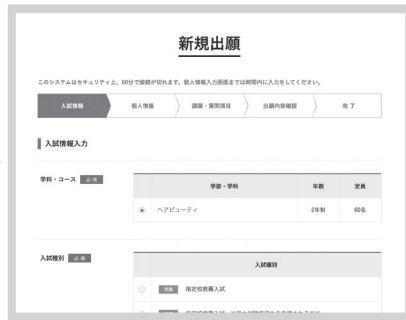 新規出願
このシステムはセキュリティ上、60分で接続が切れます。個人情報入力画面までは時間内に入力をしてください。
入試情報
個人情報
課題・質問項目
出願内容確認
完了
入試情報入力
学科・コース 必須
学部・学科 年数 定員
ヘアビューティ 2年制 60名
入試種別 必須
入試種別
指定校推薦入試